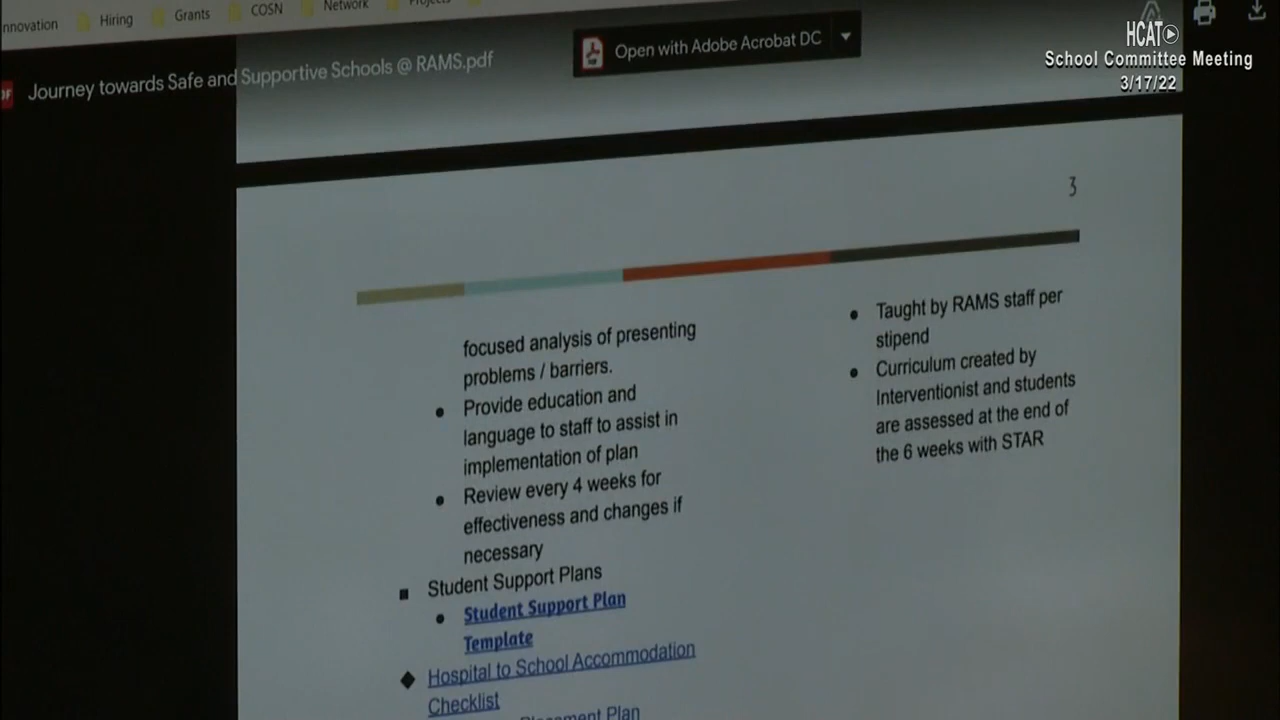 nnovation
Hiring
Grants
COSN
Network
Projects
HCAT
School Committee Meeting
3/17/22
Journey towards Safe and Supportive Schools @ RAMS.pdf
Open with Adobe Acrobat DC
3
focused analysis of presenting
problems / barriers.
Provide education and
language to staff to assist in
implementation of plan
Review every 4 weeks for
effectiveness and changes if
necessary
Student Support Plans
Student Support Plan
Template
Hospital to School Accommodation
Checklist
Placement Plan
Taught by RAMS staff per
stipend
Curriculum created by
Interventionist and students
are assessed at the end of
the 6 weeks with STAR